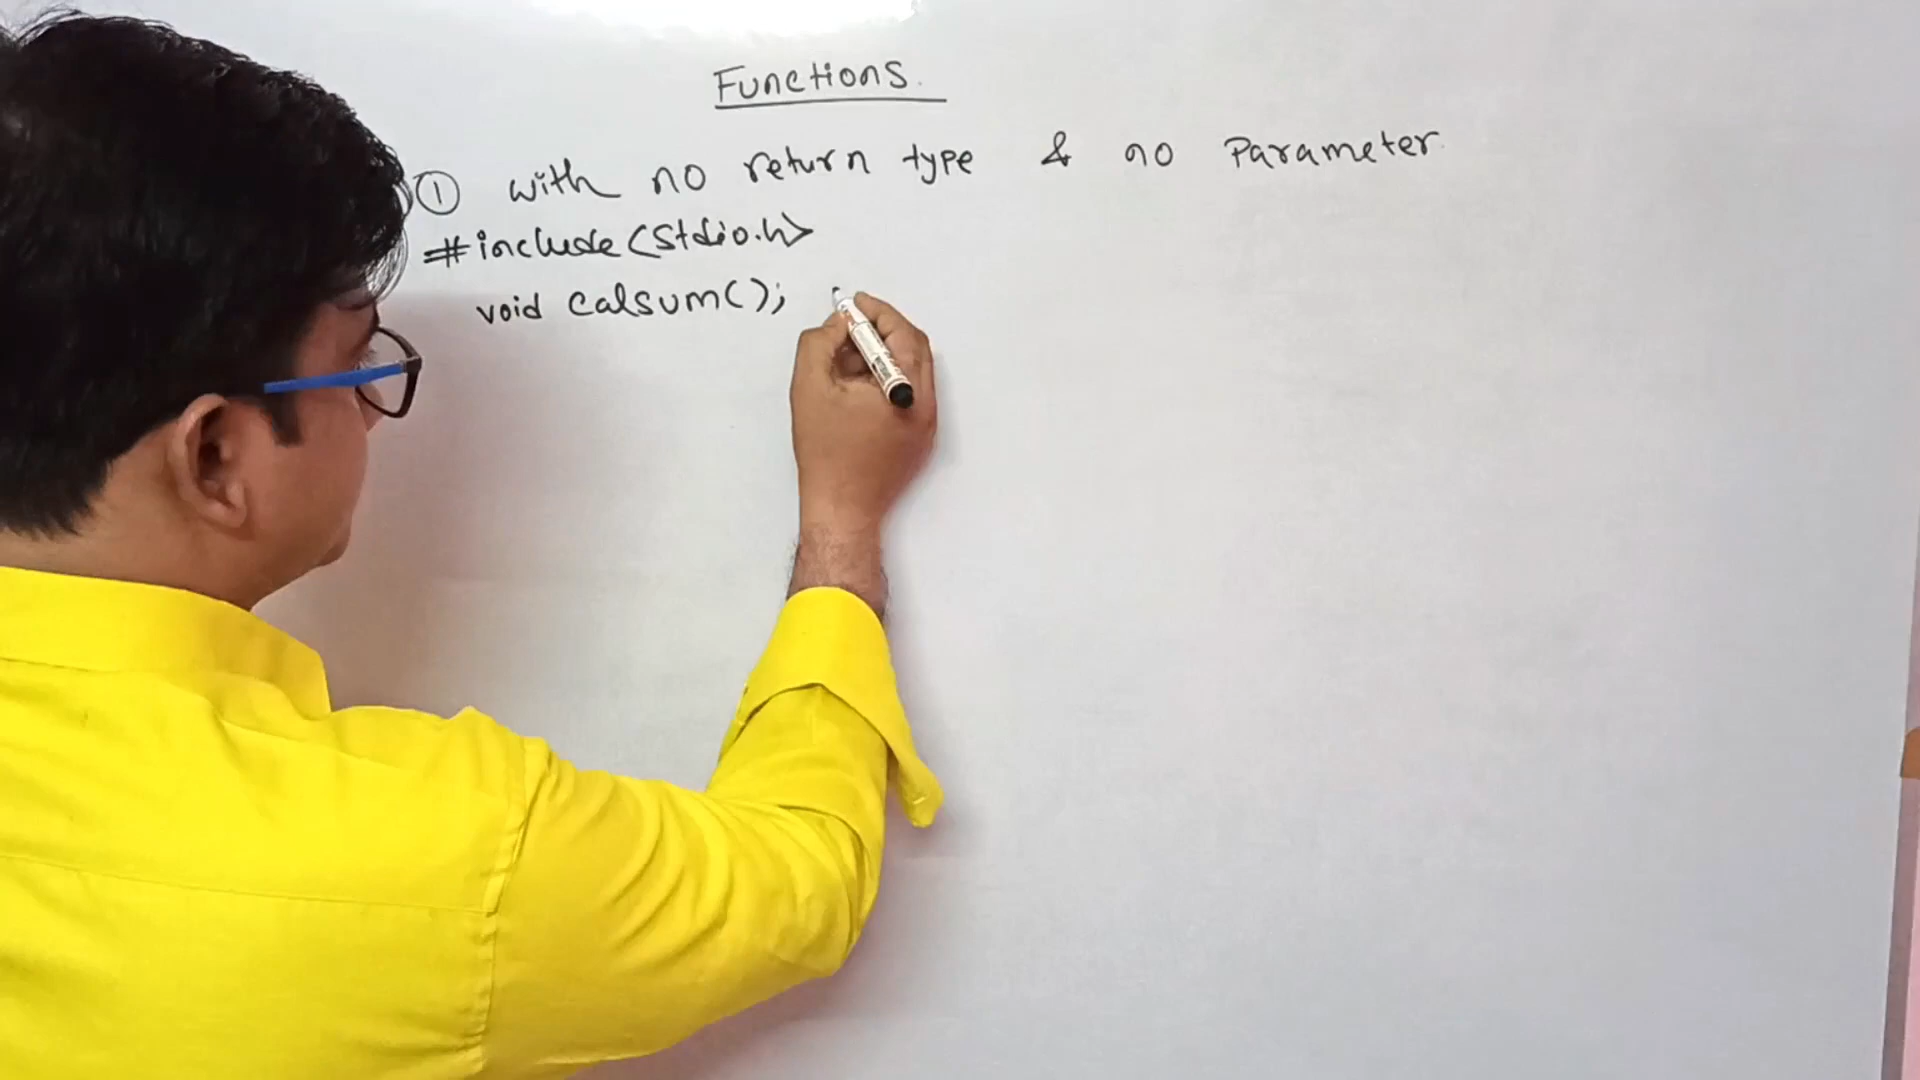 Functions.
① with no return type & no Parameter.
#include<stdio.h>
void calsum();